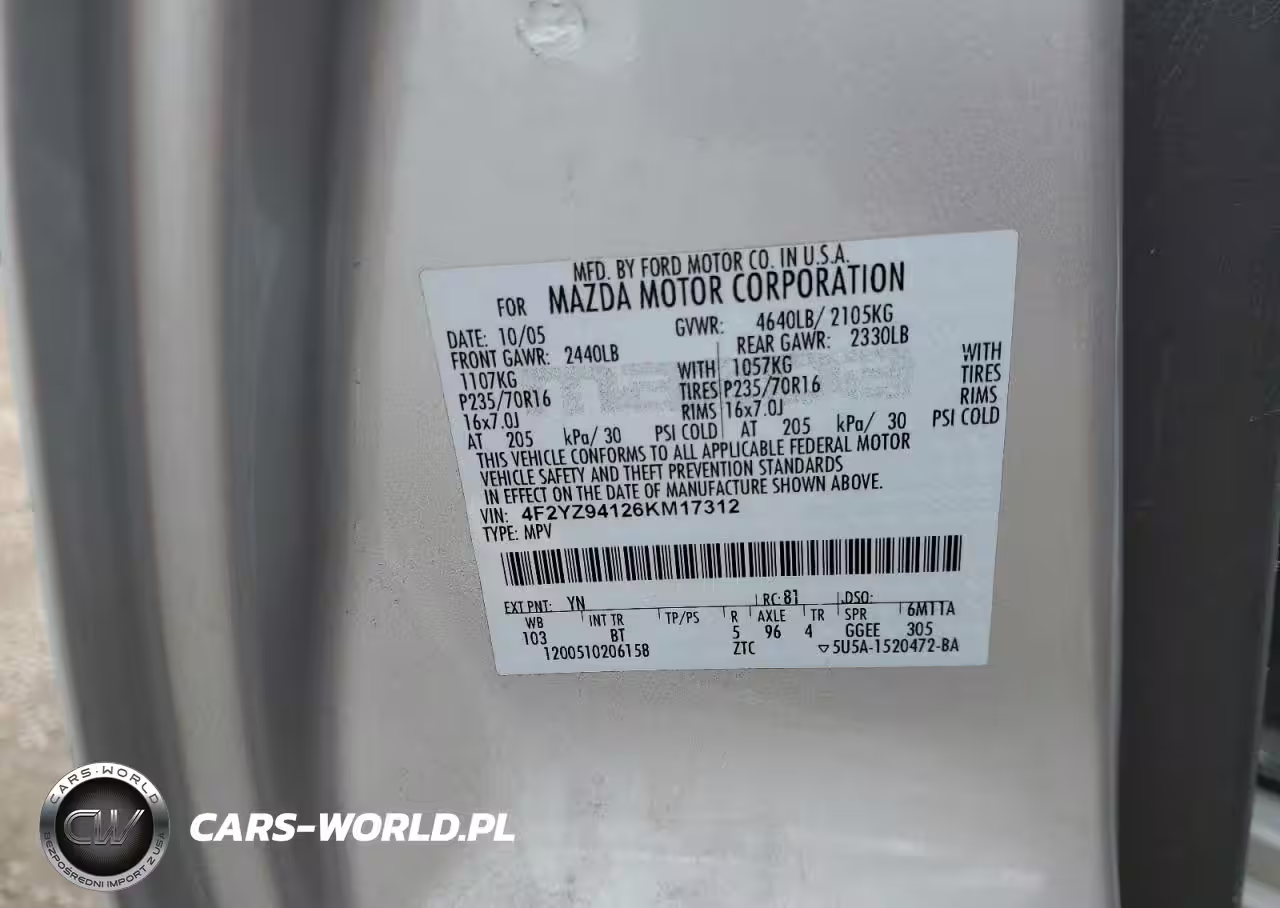 MFD. BY FORD MOTOR CO. IN U.S.A.
FOR MAZDA MOTOR CORPORATION
DATE: 10/05 GVWR: 4640LB/ 2105KG
FRONT GAWR: 2440LB REAR GAWR: 2330LB
1107KG WITH 1057KG WITH
P235/70R16 TIRES P235/70R16 TIRES
16x7.0J RIMS 16x7.0J RIMS
AT 205 kPa/ 30 PSI COLD AT 205 kPa/ 30 PSI COLD
THIS VEHICLE CONFORMS TO ALL APPLICABLE FEDERAL MOTOR
VEHICLE SAFETY AND THEFT PREVENTION STANDARDS
IN EFFECT ON THE DATE OF MANUFACTURE SHOWN ABOVE.
VIN: 4F2YZ94126KM17312
TYPE: MPV
EXT PNT: YN RC: 81 DSO:
WB INT TR TP/PS R AXLE TR SPR 6M11A
103 BT 5 96 4 GGEE 305
1200510206158 ZTC 5U5A-1520472-BA
CARS-WORLD
CW
BEZPOŚREDNI IMPORT Z USA
CARS-WORLD.PL